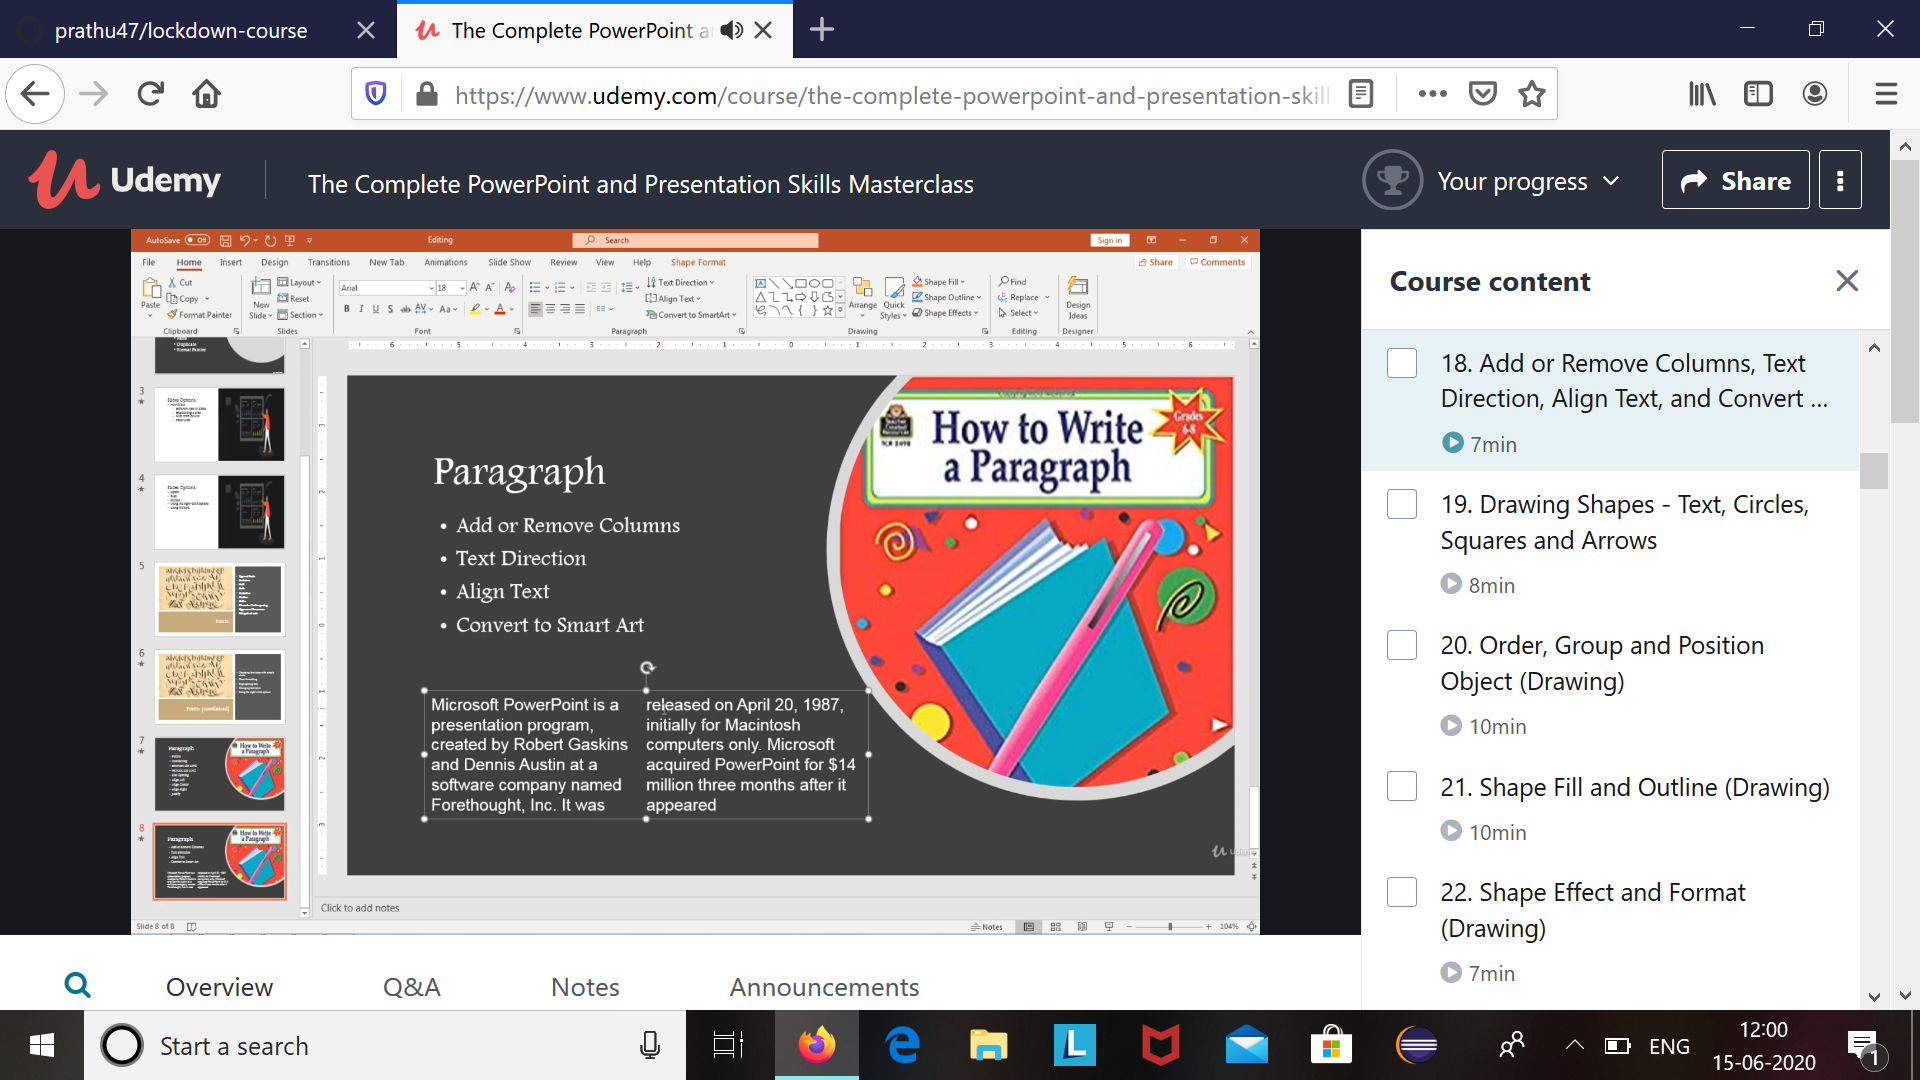 prathu47/lockdown-course
The Complete PowerPoint a
https://www.udemy.com/course/the-complete-powerpoint-and-presentation-skill
Udemy
The Complete PowerPoint and Presentation Skills Masterclass
Your progress
Share
AutoSave Off
Editing
Search
Sign in
File Home Insert Design Transitions New Tab Animations Slide Show Review View Help Shape Format
Share Comments
Paste
Cut
Copy
Format Painter
Clipboard
New
Slide
Layout
Reset
Section
Slides
Arial 18
Font
Text Direction
Align Text
Convert to SmartArt
Paragraph
Arrange
Quick
Styles
Shape Fill
Shape Outline
Shape Effects
Drawing
Find
Replace
Select
Editing
Design
Ideas
Designer
3
4
5
6
7
8
Paragraph
• Add or Remove Columns
• Text Direction
• Align Text
• Convert to Smart Art
Microsoft PowerPoint is a
presentation program,
created by Robert Gaskins
and Dennis Austin at a
software company named
Forethought, Inc. It was
released on April 20, 1987,
initially for Macintosh
computers only. Microsoft
acquired PowerPoint for $14
million three months after it
appeared
How to Write
a Paragraph
Grades
6-8
Click to add notes
Slide 8 of 8
Notes
104%
Course content
18. Add or Remove Columns, Text
Direction, Align Text, and Convert ...
7min
19. Drawing Shapes - Text, Circles,
Squares and Arrows
8min
20. Order, Group and Position
Object (Drawing)
10min
21. Shape Fill and Outline (Drawing)
10min
22. Shape Effect and Format
(Drawing)
7min
Overview
Q&A
Notes
Announcements
Start a search
ENG
12:00
15-06-2020
1